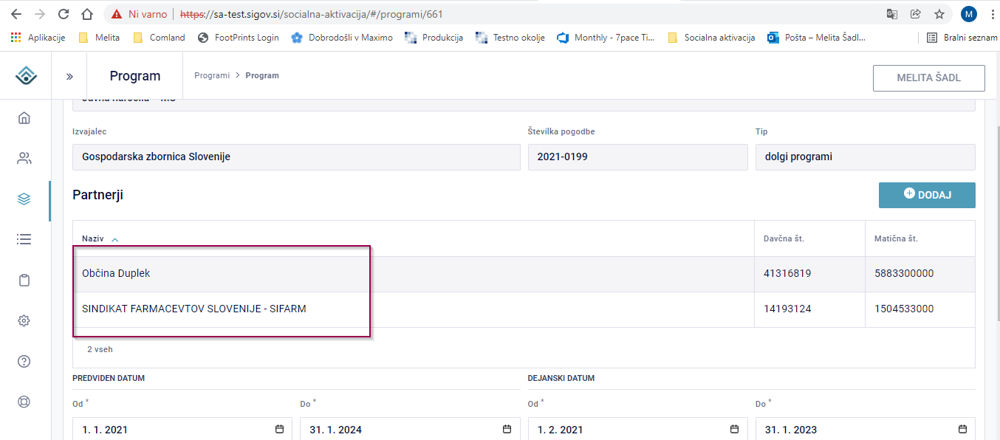 Ni varno https://sa-test.sigov.si/socialna-aktivacija/#/programi/661 M
Aplikacije Melita Comland FootPrints Login Dobrodošli v Maximo Produkcija Testno okolje Monthly - 7pace Ti... Socialna aktivacija Pošta – Melita Šadl... Bralni seznam
Program Programi Program MELITA ŠADL
Izvajalec Številka pogodbe Tip
Gospodarska zbornica Slovenije 2021-0199 dolgi programi
Partnerji DODAJ
Naziv Davčna št. Matična št.
Občina Duplek 41316819 5883300000
SINDIKAT FARMACEVTOV SLOVENIJE - SIFARM 14193124 1504533000
2 vseh
PREDVIDEN DATUM DEJANSKI DATUM
Od * Do * Od * Do *
1. 1. 2021 31. 1. 2024 1. 2. 2021 31. 1. 2023